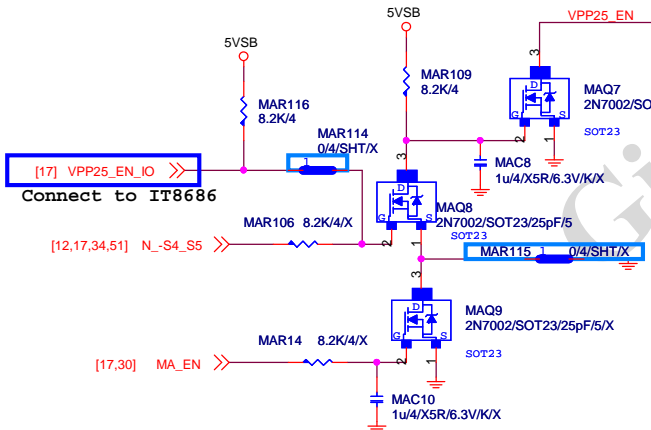 5VSB
5VSB
VPP25_EN
3
D
MAR109
8.2K/4
MAQ7
2N7002/SO
MAR116
8.2K/4
G
S
SOT23
MAR114
0/4/SHT/X
2
1
1
3
MAC8
1u/4/X5R/6.3V/K/X
[17] VPP25_EN_IO
Connect to IT8686
D
MAQ8
2N7002/SOT23/25pF/5
G
S
SOT23
MAR106 8.2K/4/X
[12,17,34,51] N_-S4_S5
2
1
MAR115 1 0/4/SHT/X
3
D
MAQ9
2N7002/SOT23/25pF/5/X
G
S
SOT23
MAR14 8.2K/4/X
[17,30] MA_EN
2
1
MAC10
1u/4/X5R/6.3V/K/X
Gi